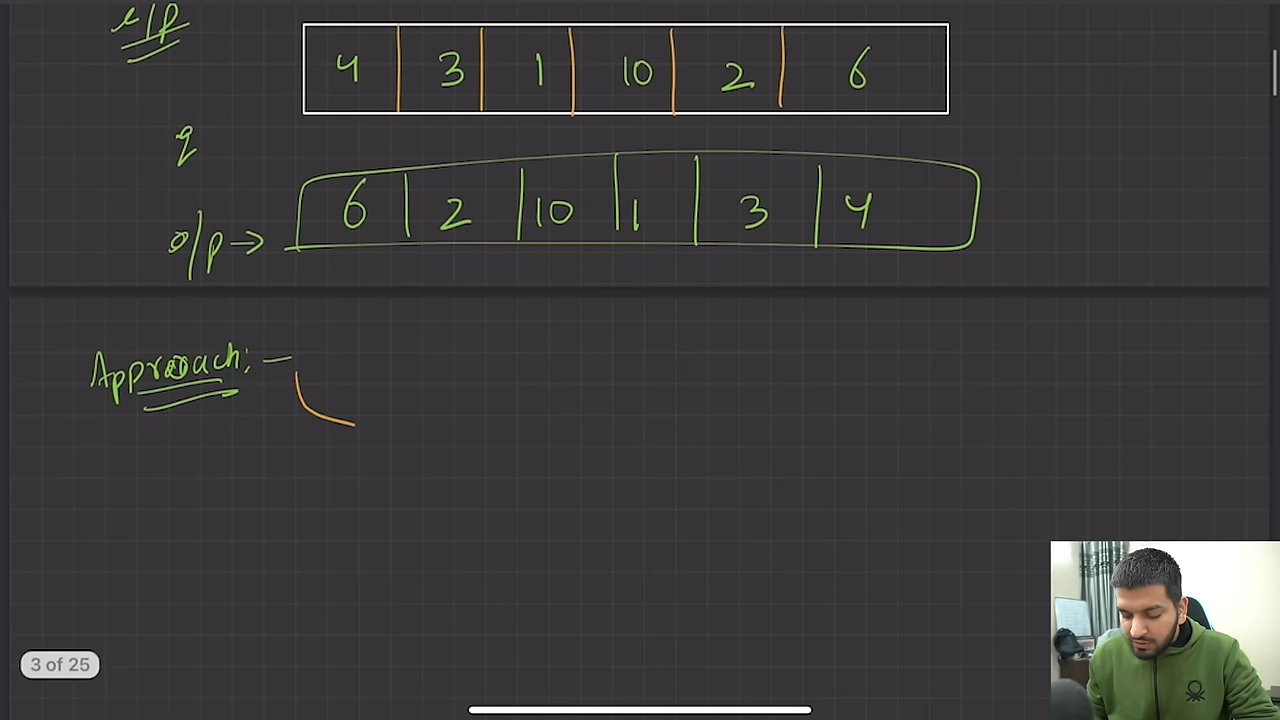 i/p
4 3 1 10 2 6
q
o/p → 6 2 10 1 3 4
Approach: -
3 of 25